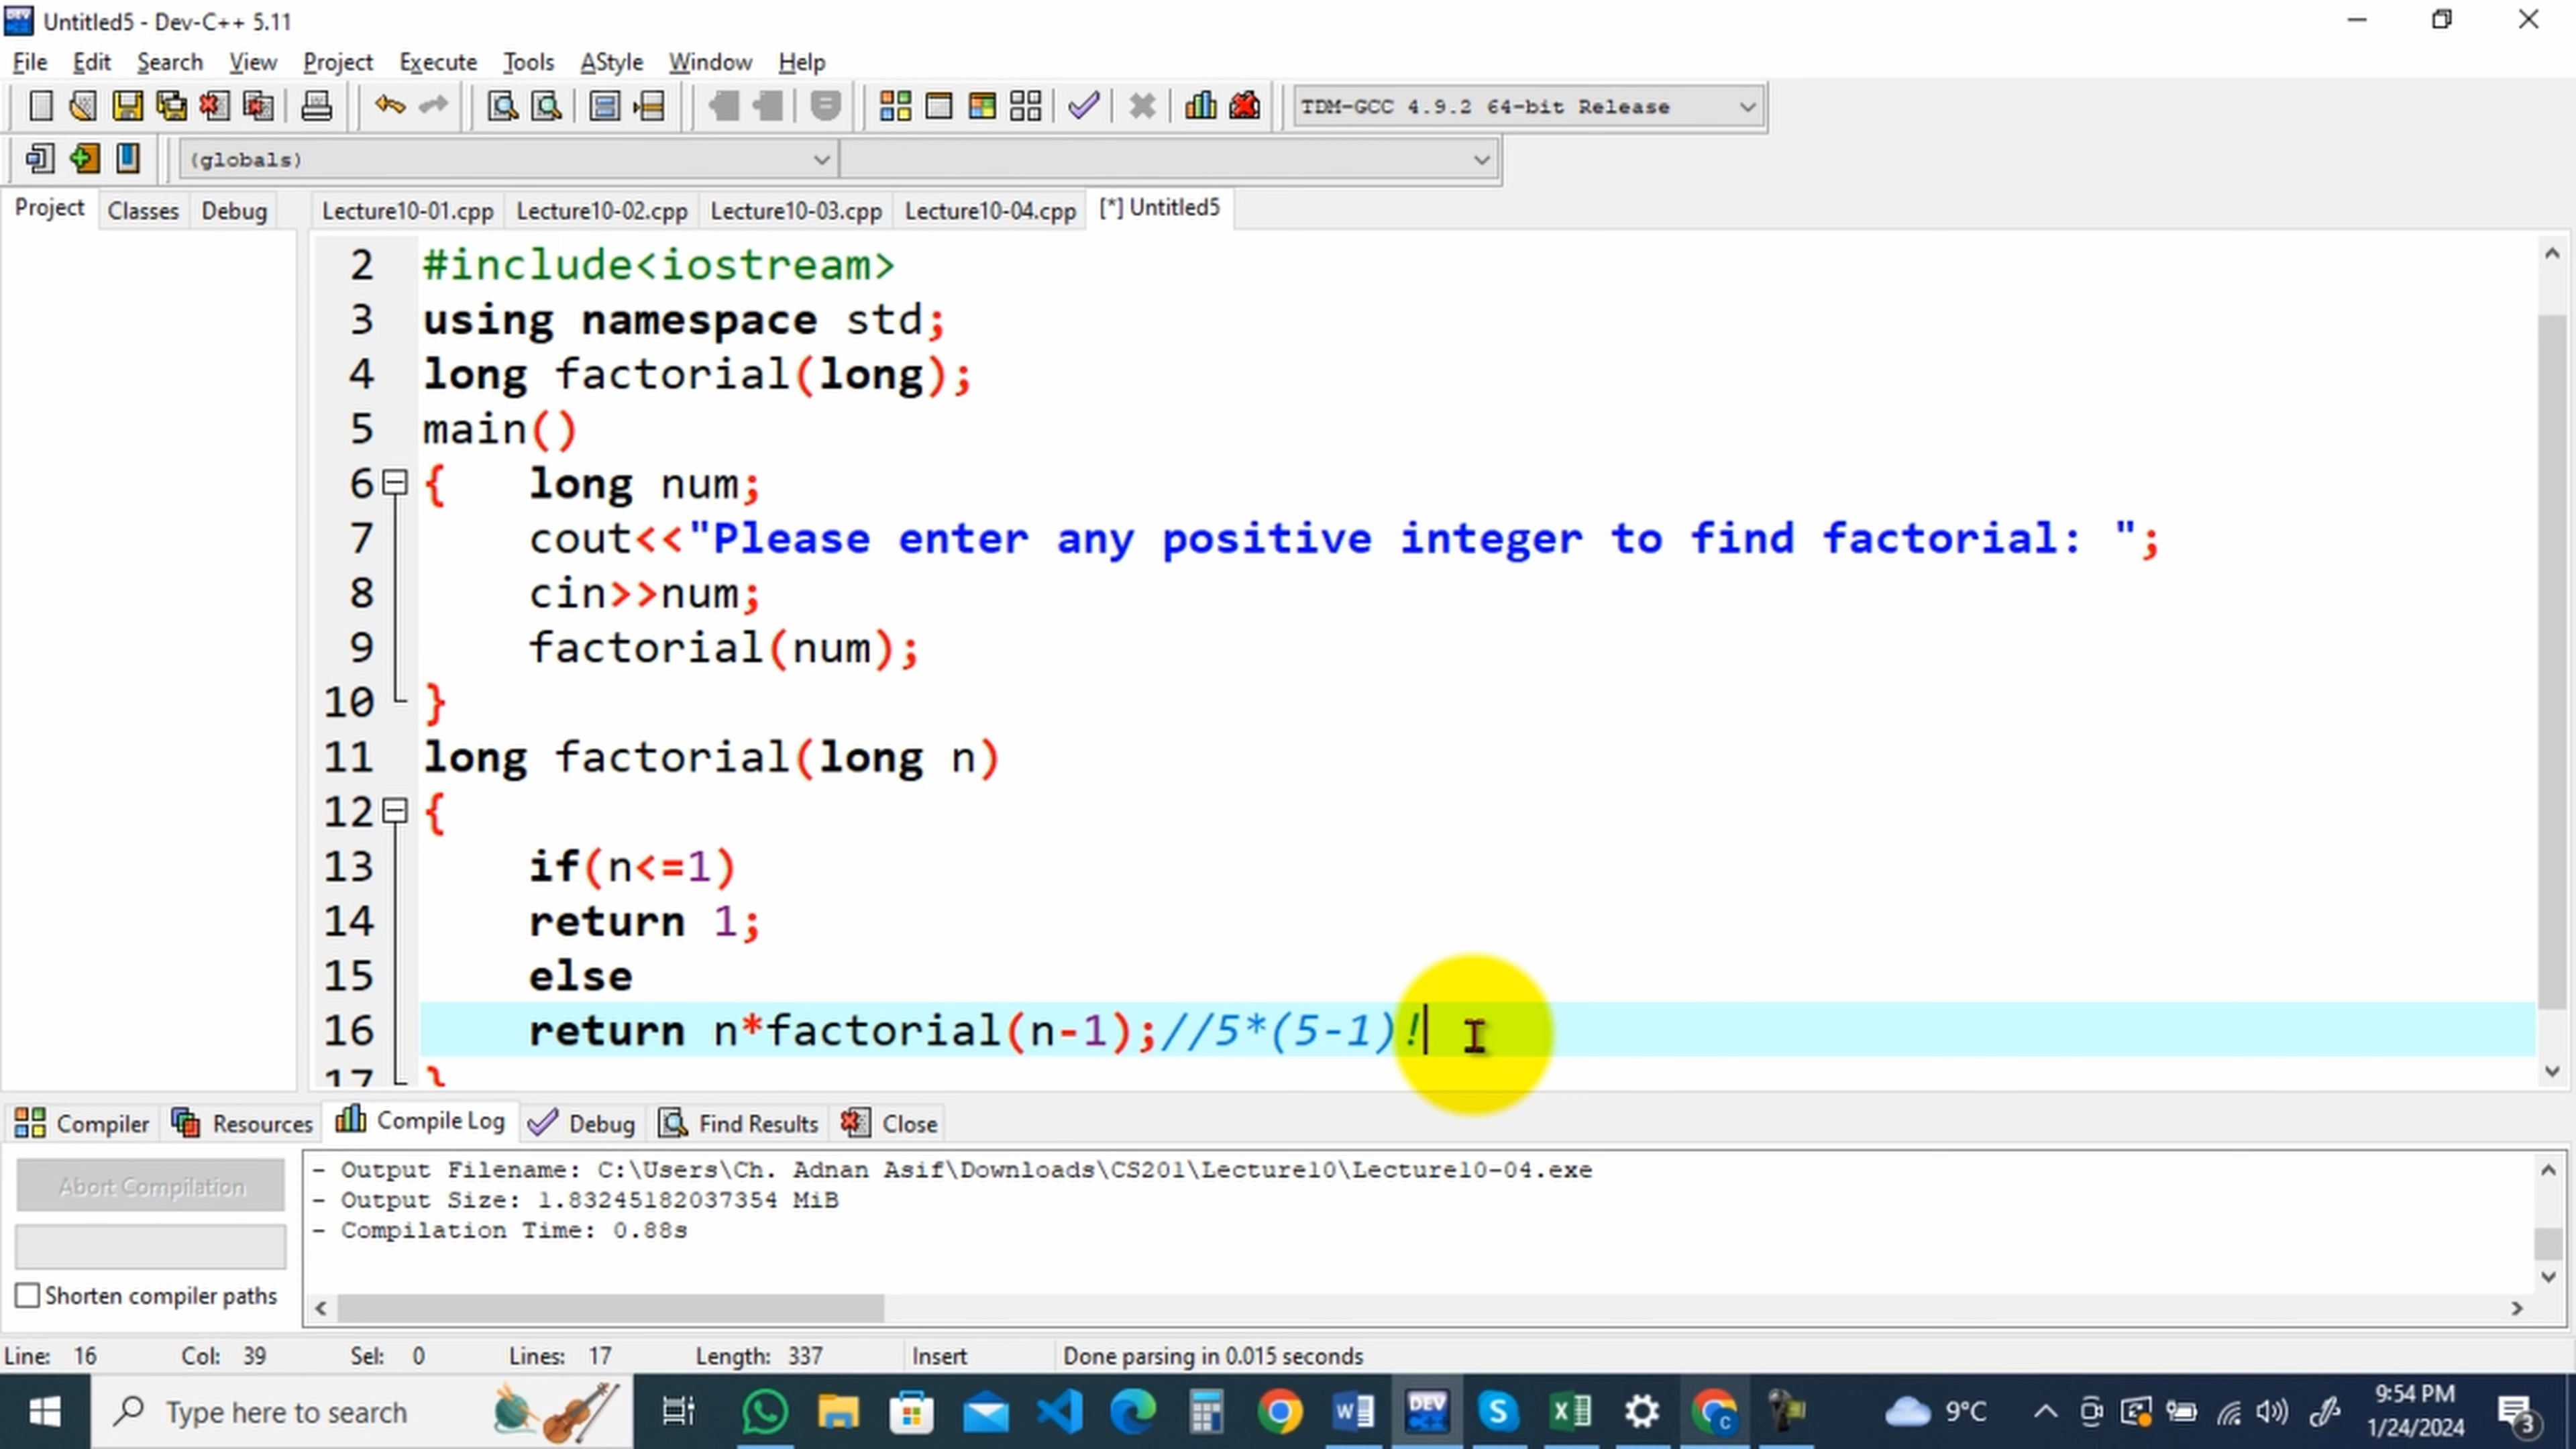 Untitled5 - Dev-C++ 5.11
File Edit Search View Project Execute Tools AStyle Window Help
TDM-GCC 4.9.2 64-bit Release
(globals)
Project Classes Debug Lecture10-01.cpp Lecture10-02.cpp Lecture10-03.cpp Lecture10-04.cpp [*] Untitled5
2 #include<iostream>
3 using namespace std;
4 long factorial(long);
5 main()
6 { long num;
7 cout<<"Please enter any positive integer to find factorial: ";
8 cin>>num;
9 factorial(num);
10 }
11 long factorial(long n)
12 {
13 if(n<=1)
14 return 1;
15 else
16 return n*factorial(n-1);//5*(5-1)!
17 }
Compiler Resources Compile Log Debug Find Results Close
Abort Compilation
- Output Filename: C:\Users\Ch. Adnan Asif\Downloads\CS201\Lecture10\Lecture10-04.exe
- Output Size: 1.83245182037354 MiB
- Compilation Time: 0.88s
Shorten compiler paths
Line: 16 Col: 39 Sel: 0 Lines: 17 Length: 337 Insert Done parsing in 0.015 seconds
Type here to search
9°C
9:54 PM
1/24/2024
3